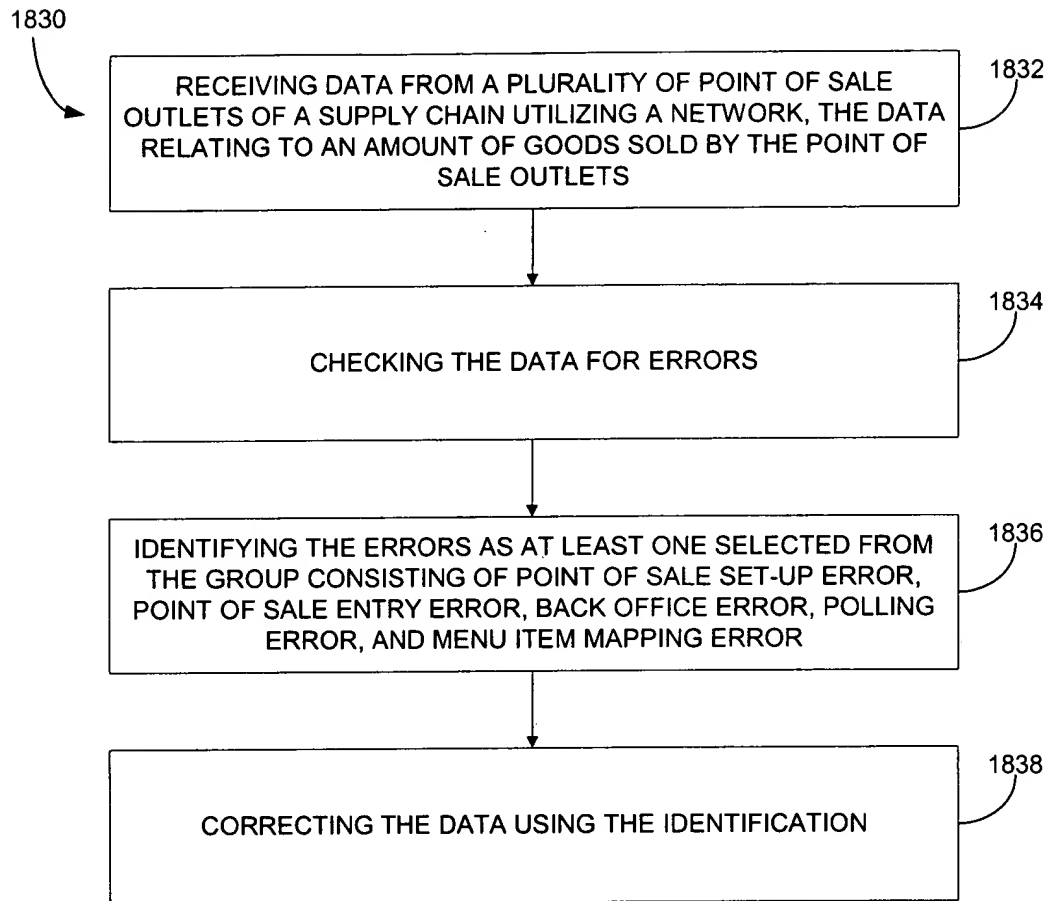 1830
RECEIVING DATA FROM A PLURALITY OF POINT OF SALE
OUTLETS OF A SUPPLY CHAIN UTILIZING A NETWORK, THE DATA
RELATING TO AN AMOUNT OF GOODS SOLD BY THE POINT OF
SALE OUTLETS
1832
CHECKING THE DATA FOR ERRORS
1834
IDENTIFYING THE ERRORS AS AT LEAST ONE SELECTED FROM
THE GROUP CONSISTING OF POINT OF SALE SET-UP ERROR,
POINT OF SALE ENTRY ERROR, BACK OFFICE ERROR, POLLING
ERROR, AND MENU ITEM MAPPING ERROR
1836
CORRECTING THE DATA USING THE IDENTIFICATION
1838